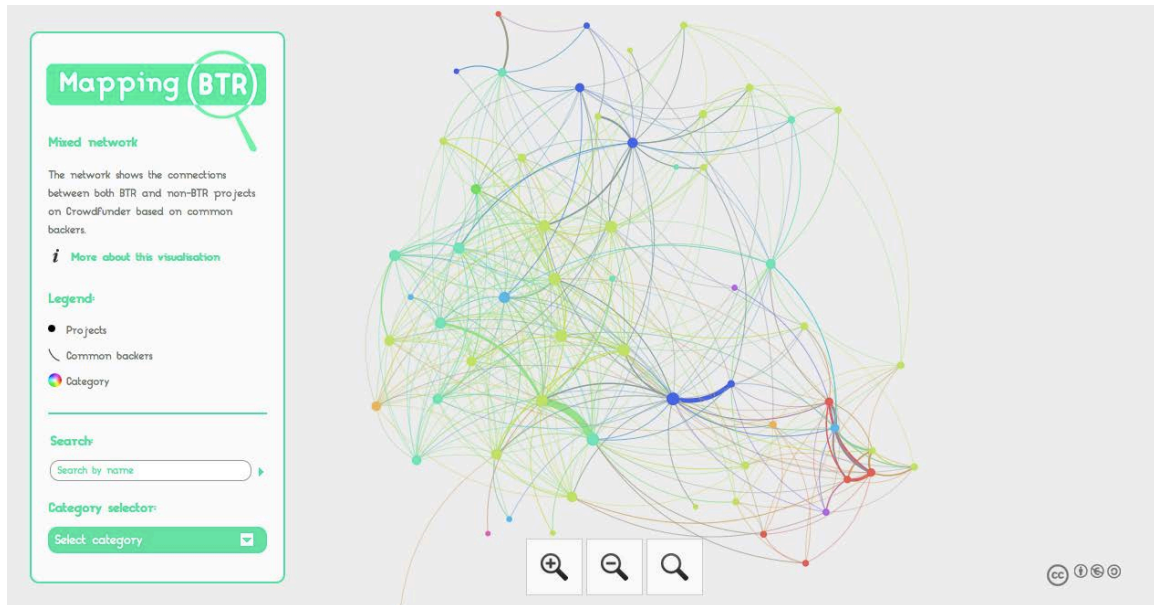 Mapping BTR
Mixed network
The network shows the connections
between both BTR and non-BTR projects
on Crowdfunder based on common
backers.
i More about this visualisation
Legend:
Projects
Common backers
Category
Search:
Search by name
Category selector:
Select category
cc